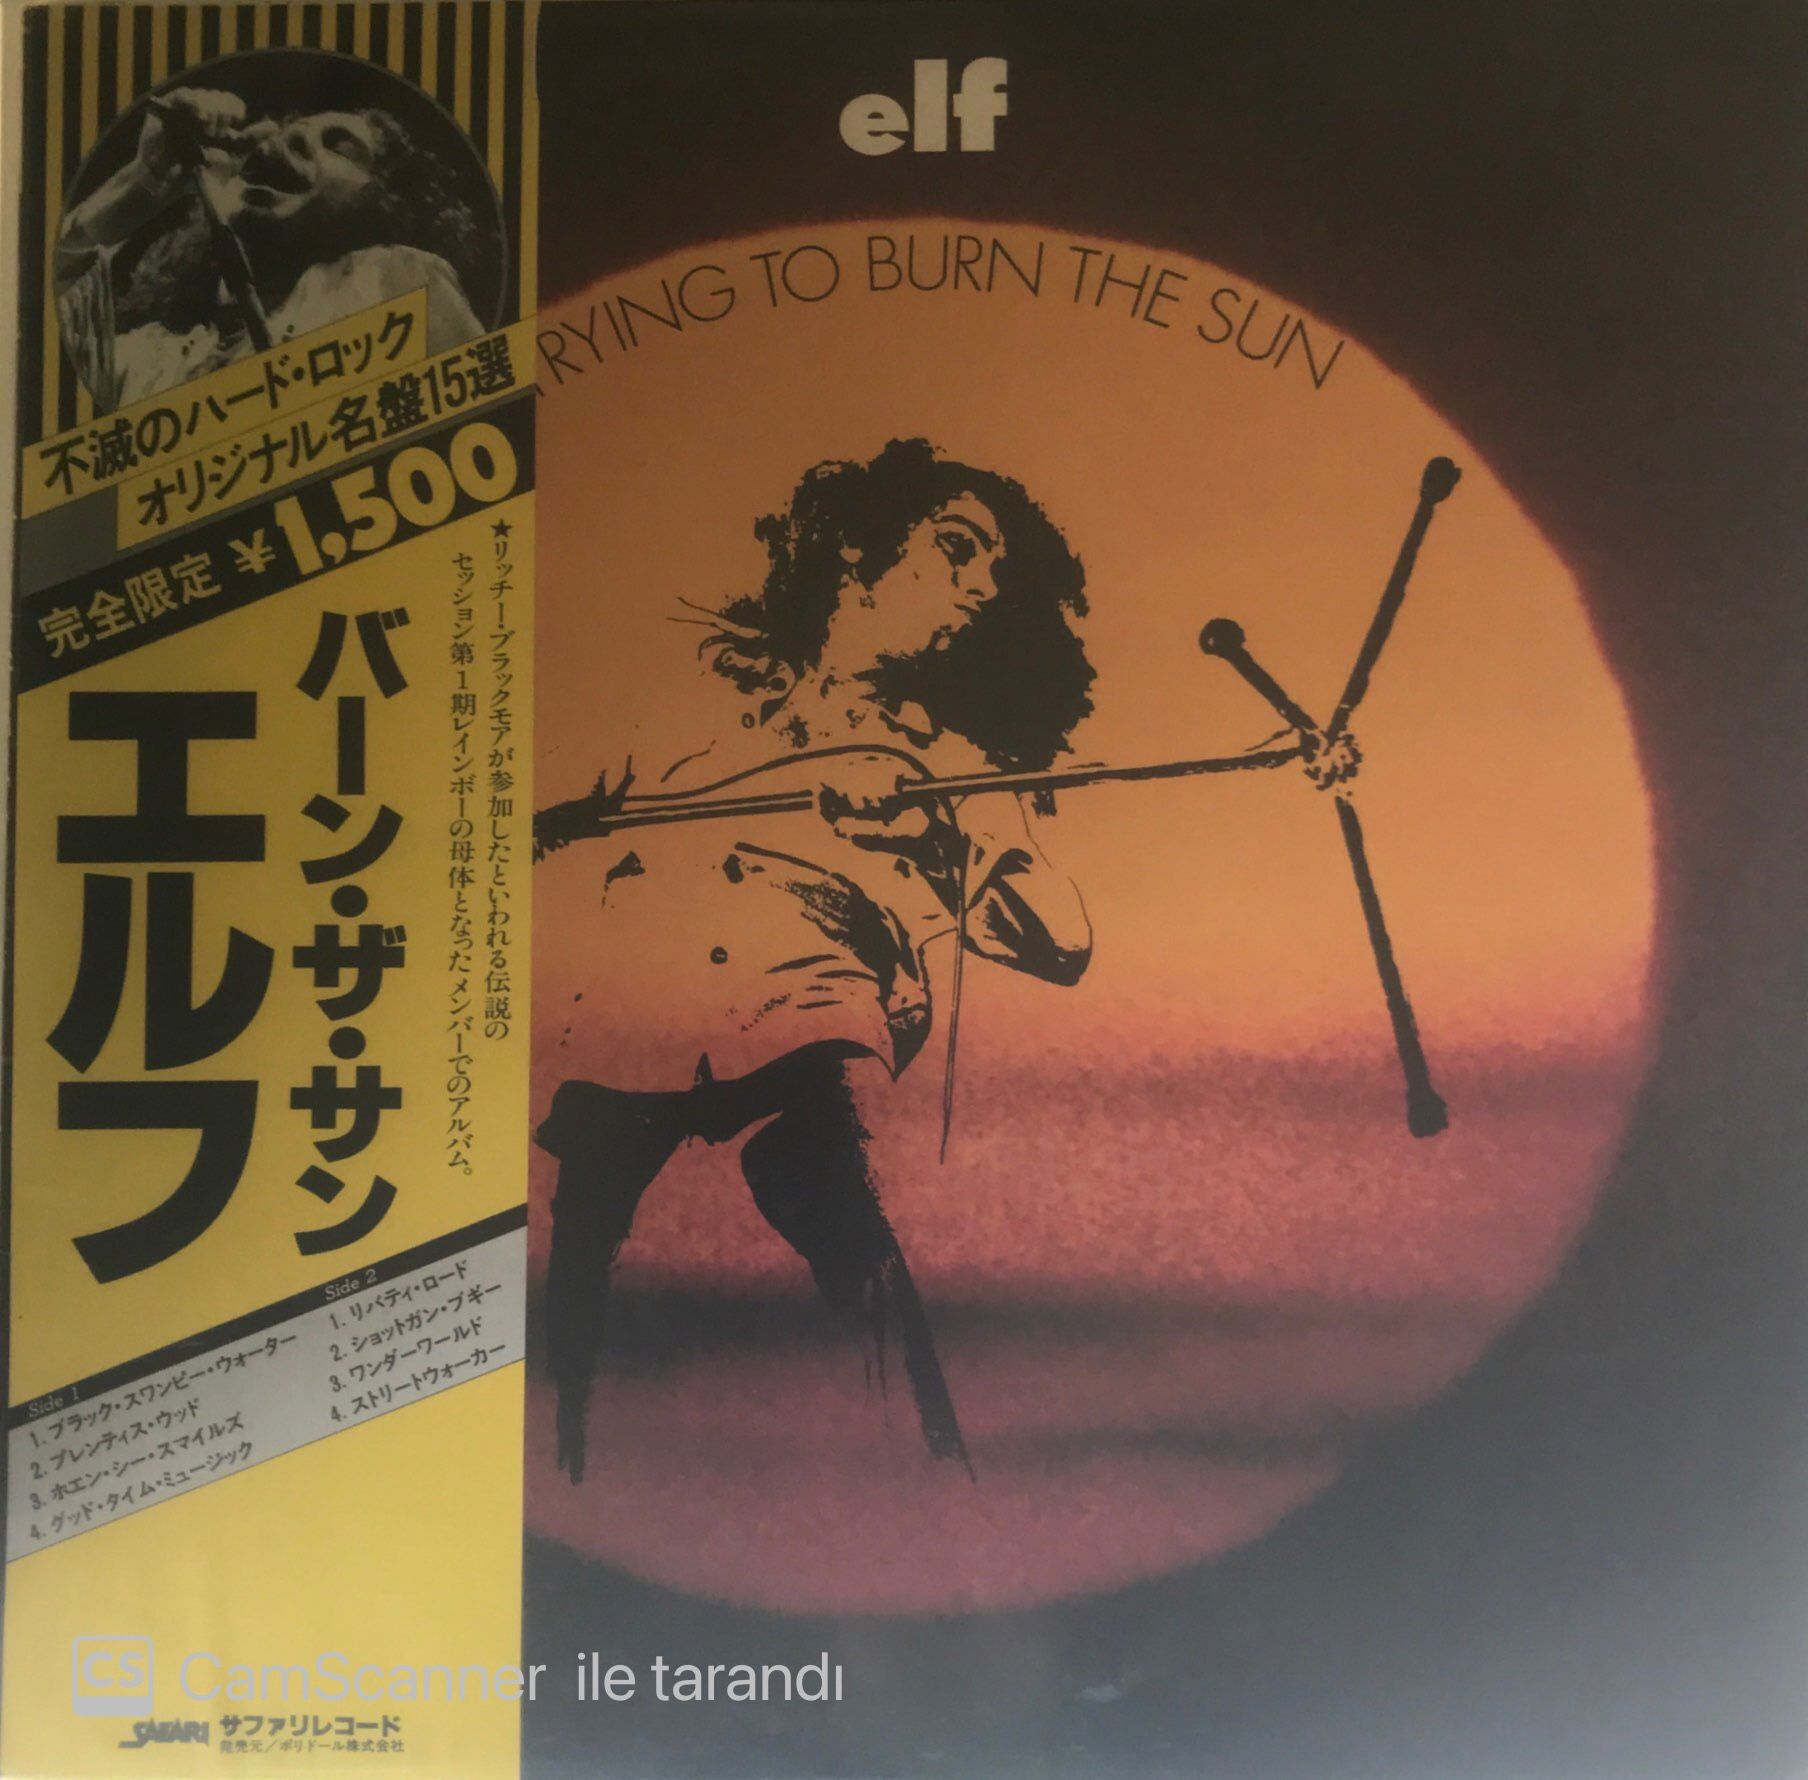 elf
TRYING TO BURN THE SUN
不滅のハード・ロック
オリジナル名盤15選
完全限定 ¥1,500
★リッチー・ブラックモアが参加したといわれる伝説の
セッション第1期レインボーの母体となったメンバーでのアルバム。
バーン・ザ・サン
エルフ
Side 1
1. ブラック・スワンピー・ウォーター
2. プレンティス・ウッド
3. ホエン・シー・スマイルズ
4. グッド・タイム・ミュージック
Side 2
1. リバティ・ロード
2. ショットガン・ブギー
3. ワンダーワールド
4. ストリートウォーカー
CS CamScanner ile tarandı
SAFARI サファリレコード
発売元/ポリドール株式会社